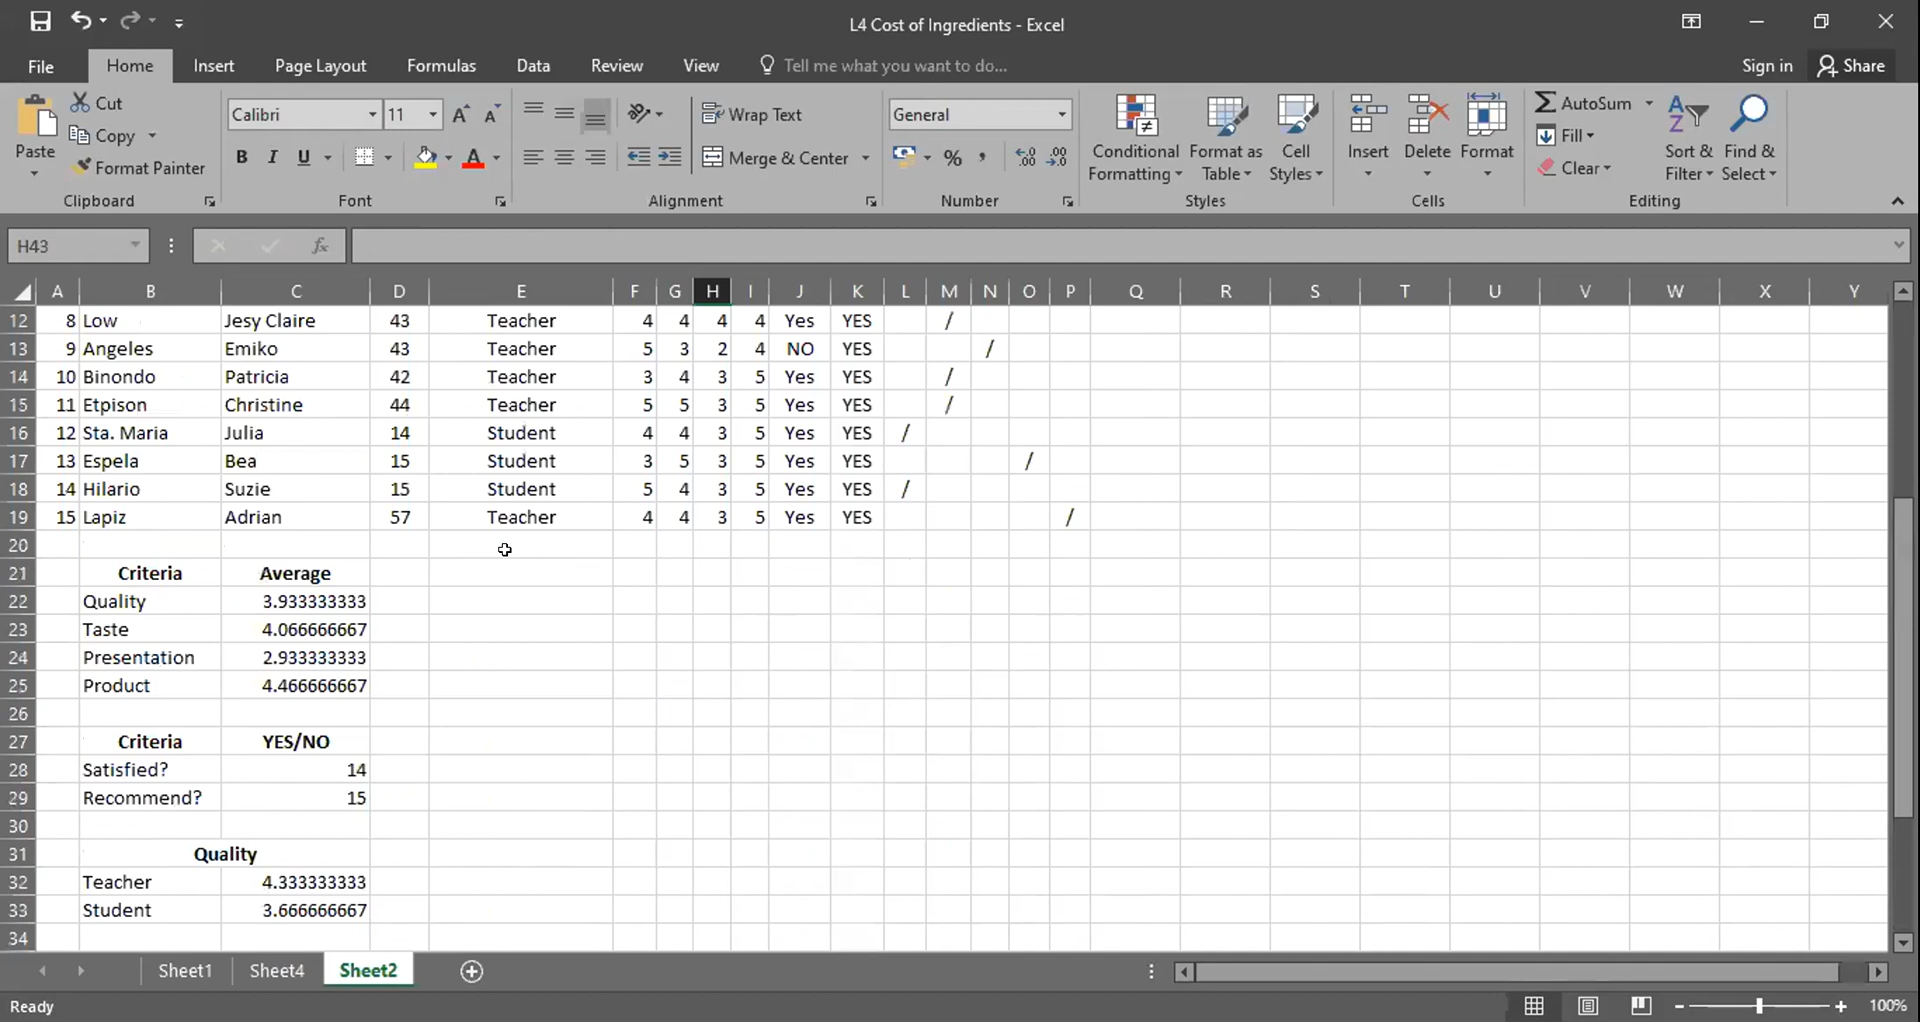 L4 Cost of Ingredients - Excel
File Home Insert Page Layout Formulas Data Review View Tell me what you want to do... Sign in Share
Paste Cut Copy Format Painter Clipboard
Calibri 11 A A B I U A Font
Wrap Text Merge & Center Alignment
General % , .00 .0 Number
Conditional Formatting Format as Table Cell Styles Styles
Insert Delete Format Cells
AutoSum Fill Clear Sort & Filter Find & Select Editing
H43 fx
A B C D E F G H I J K L M N O P Q R S T U V W X Y
12 8 Low Jesy Claire 43 Teacher 4 4 4 4 Yes YES /
13 9 Angeles Emiko 43 Teacher 5 3 2 4 NO YES /
14 10 Binondo Patricia 42 Teacher 3 4 3 5 Yes YES /
15 11 Etpison Christine 44 Teacher 5 5 3 5 Yes YES /
16 12 Sta. Maria Julia 14 Student 4 4 3 5 Yes YES /
17 13 Espela Bea 15 Student 3 5 3 5 Yes YES /
18 14 Hilario Suzie 15 Student 5 4 3 5 Yes YES /
19 15 Lapiz Adrian 57 Teacher 4 4 3 5 Yes YES /
20
21 Criteria Average
22 Quality 3.933333333
23 Taste 4.066666667
24 Presentation 2.933333333
25 Product 4.466666667
26
27 Criteria YES/NO
28 Satisfied? 14
29 Recommend? 15
30
31 Quality
32 Teacher 4.333333333
33 Student 3.666666667
34
Sheet1 Sheet4 Sheet2
Ready 100%